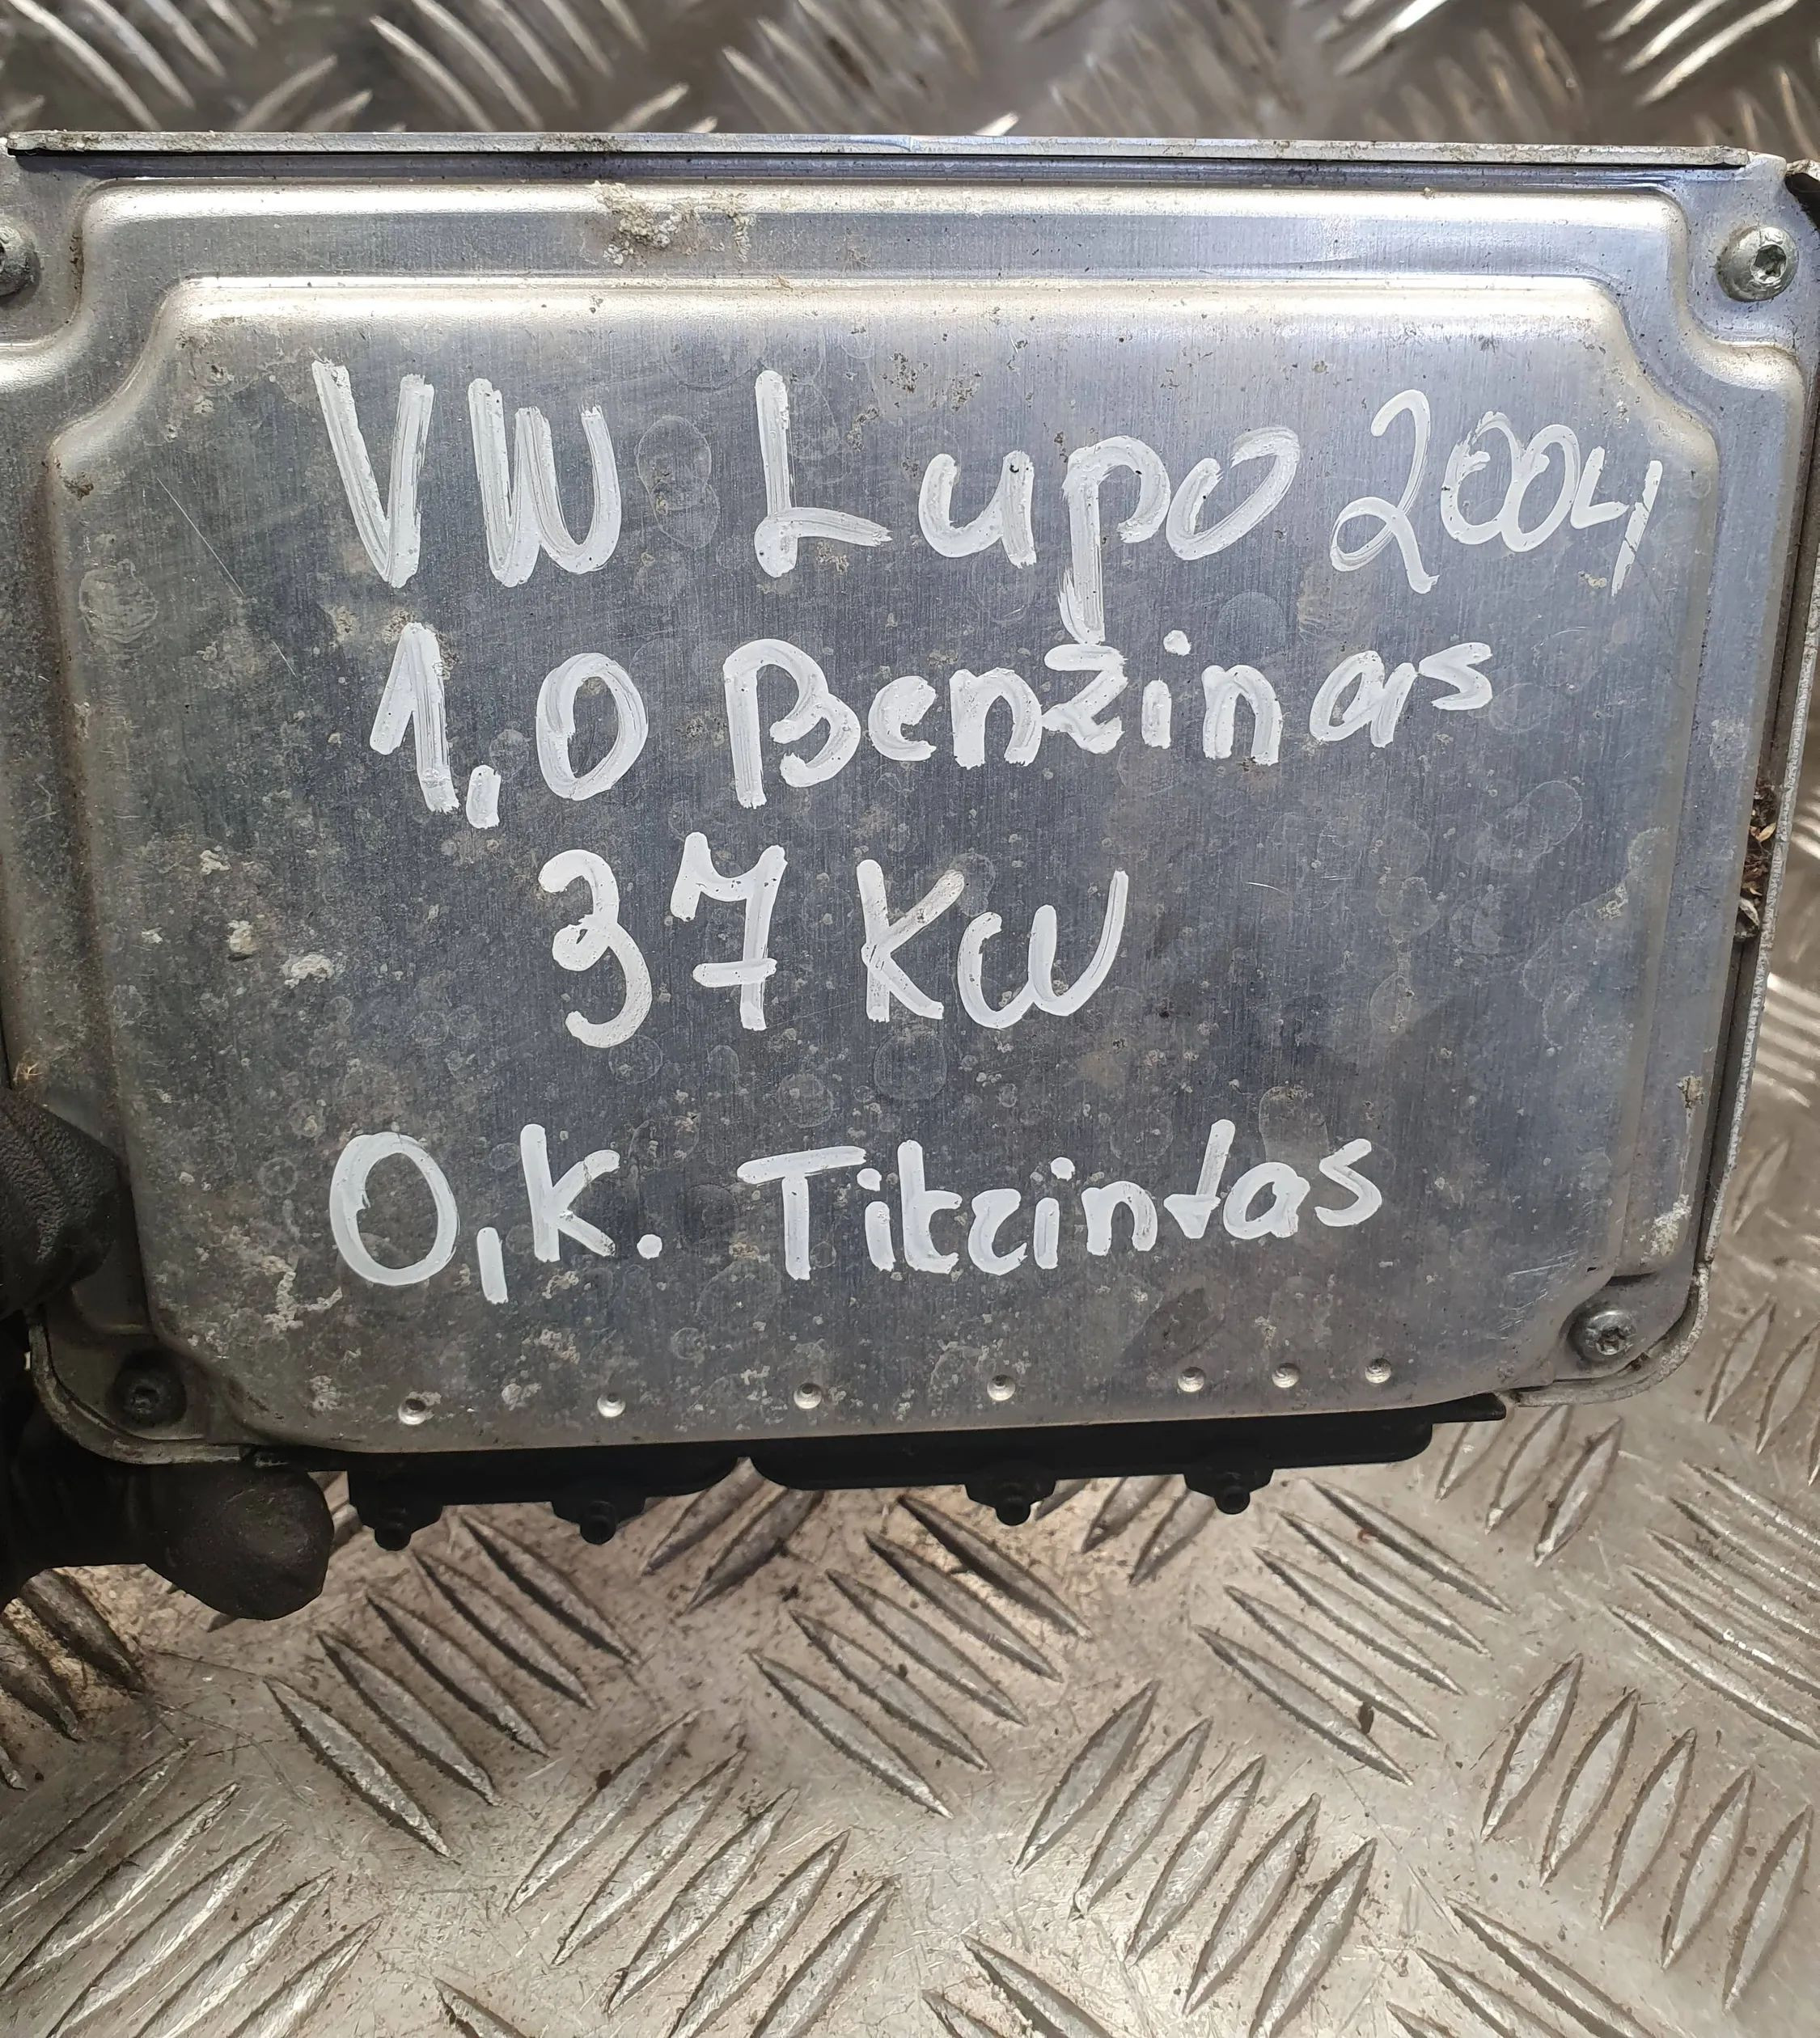 VW Lupo 2004
1,0 Benzinas
37 KW
O,K. Tikrintas